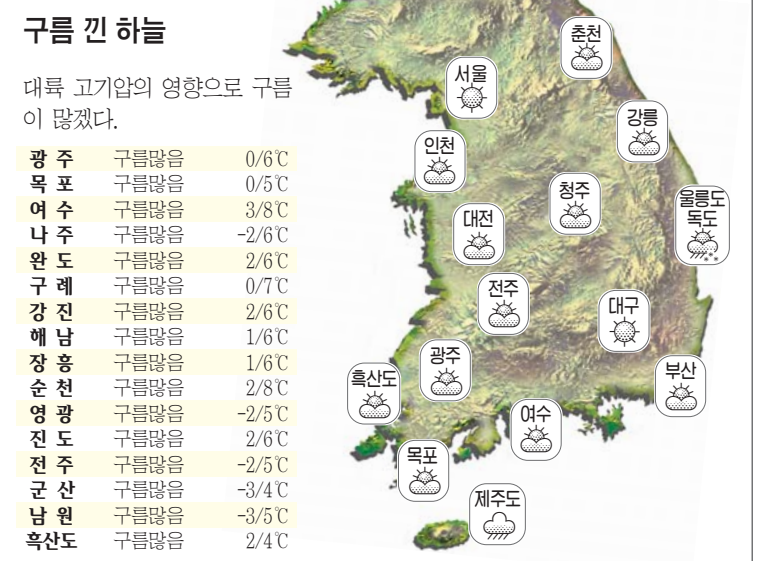 구름 낀 하늘
대륙 고기압의 영향으로 구름
이 많겠다.
광 주 구름많음 0/6℃
목 포 구름많음 0/5℃
여 수 구름많음 3/8℃
나 주 구름많음 -2/6℃
완 도 구름많음 2/6℃
구 례 구름많음 0/7℃
강 진 구름많음 2/6℃
해 남 구름많음 1/6℃
장 흥 구름많음 1/6℃
순 천 구름많음 2/8℃
영 광 구름많음 -2/5℃
진 도 구름많음 2/6℃
전 주 구름많음 -2/5℃
군 산 구름많음 -3/4℃
남 원 구름많음 -3/5℃
흑산도 구름많음 2/4℃
춘천
서울
강릉
인천
청주
울릉도
독도
대전
전주
대구
광주
부산
흑산도
여수
목포
제주도